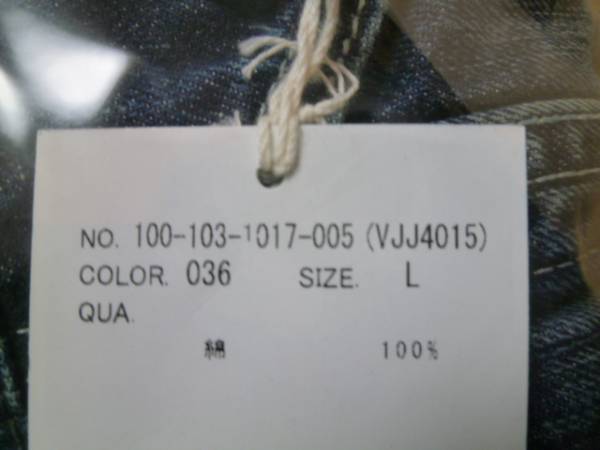 NO. 100-103-1017-005 (VJJ4015)
COLOR. 036 SIZE. L
QUA.
綿 100%